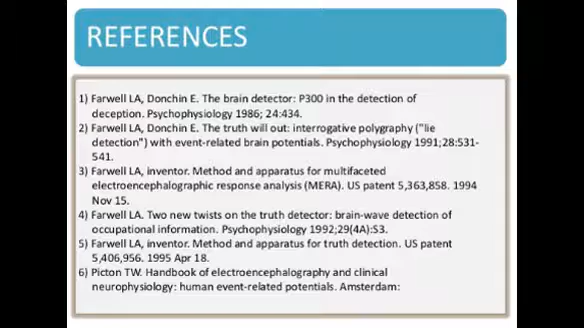 REFERENCES
1) Farwell LA, Donchin E. The brain detector: P300 in the detection of
deception. Psychophysiology 1986; 24:434.
2) Farwell LA, Donchin E. The truth will out: interrogative polygraphy ("lie
detection") with event-related brain potentials. Psychophysiology 1991;28:531-
541.
3) Farwell LA, inventor. Method and apparatus for multifaceted
electroencephalographic response analysis (MERA). US patent 5,363,858. 1994
Nov 15.
4) Farwell LA. Two new twists on the truth detector: brain-wave detection of
occupational information. Psychophysiology 1992;29(4A):S3.
5) Farwell LA, inventor. Method and apparatus for truth detection. US patent
5,406,956. 1995 Apr 18.
6) Picton TW. Handbook of electroencephalography and clinical
neurophysiology: human event-related potentials. Amsterdam: